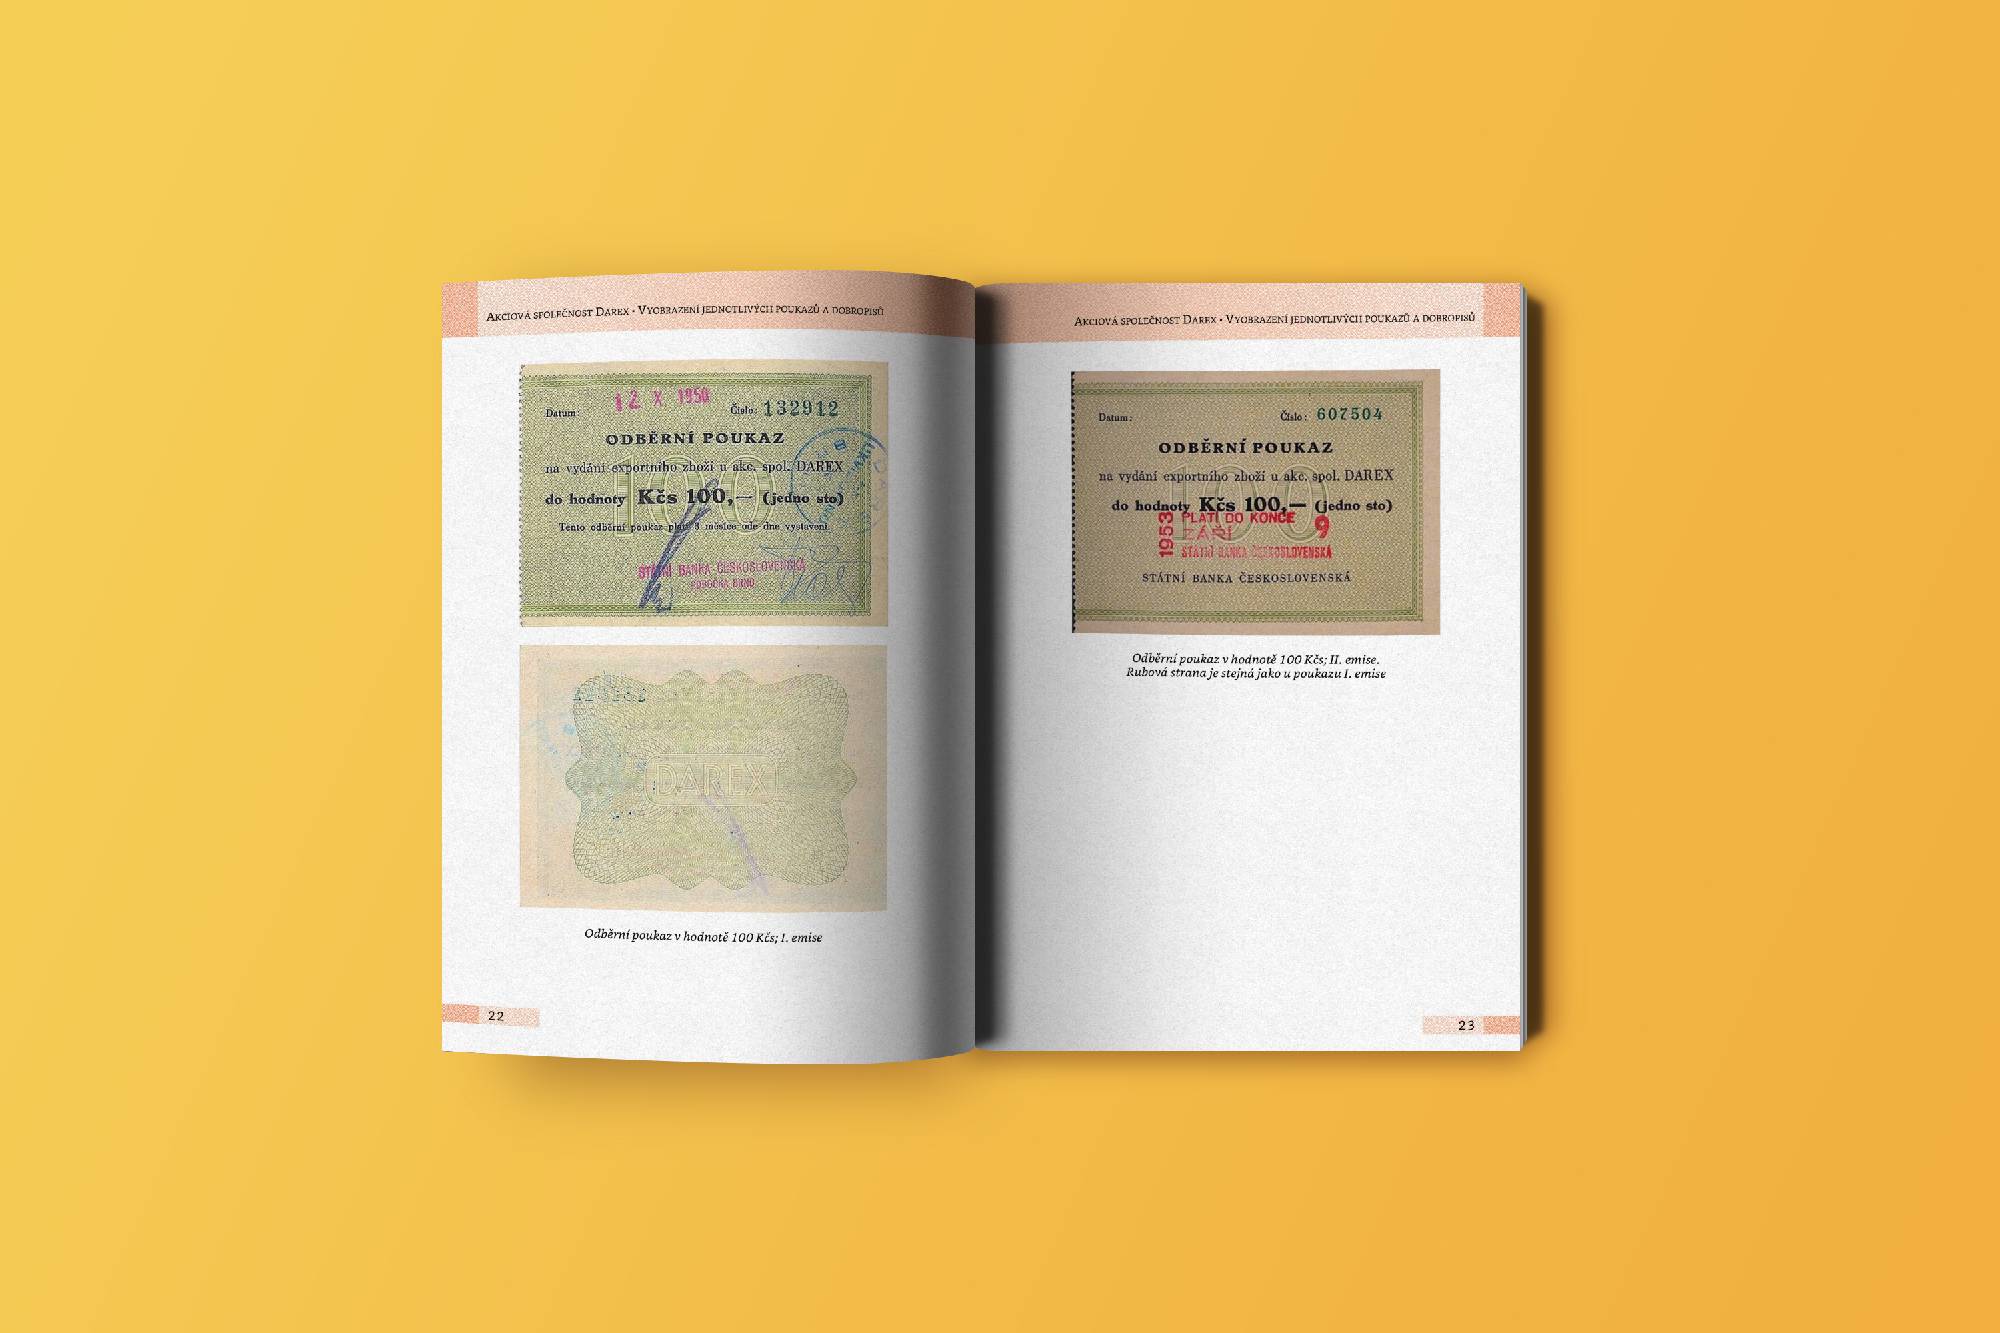 Akciová společnost Darex • Vyobrazení jednotlivých poukazů a dobropisů
12 X 1950
Datum: Číslo: 132912
ODBĚRNÍ POUKAZ
na vydání exportního zboží u akc. spol. DAREX
do hodnoty Kčs 100,— (jedno sto)
Tento odběrní poukaz platí 3 měsíce ode dne vystavení.
STÁTNÍ BANKA ČESKOSLOVENSKÁ
POBOČKA BRNO
DAREX
Odběrní poukaz v hodnotě 100 Kčs; I. emise
22
Akciová společnost Darex • Vyobrazení jednotlivých poukazů a dobropisů
Datum: Číslo: 607504
ODBĚRNÍ POUKAZ
na vydání exportního zboží u akc. spol. DAREX
do hodnoty Kčs 100,— (jedno sto)
1953 PLATÍ DO KONCE 9
ZÁŘÍ
STÁTNÍ BANKA ČESKOSLOVENSKÁ
STÁTNÍ BANKA ČESKOSLOVENSKÁ
Odběrní poukaz v hodnotě 100 Kčs; II. emise.
Rubová strana je stejná jako u poukazu I. emise
23